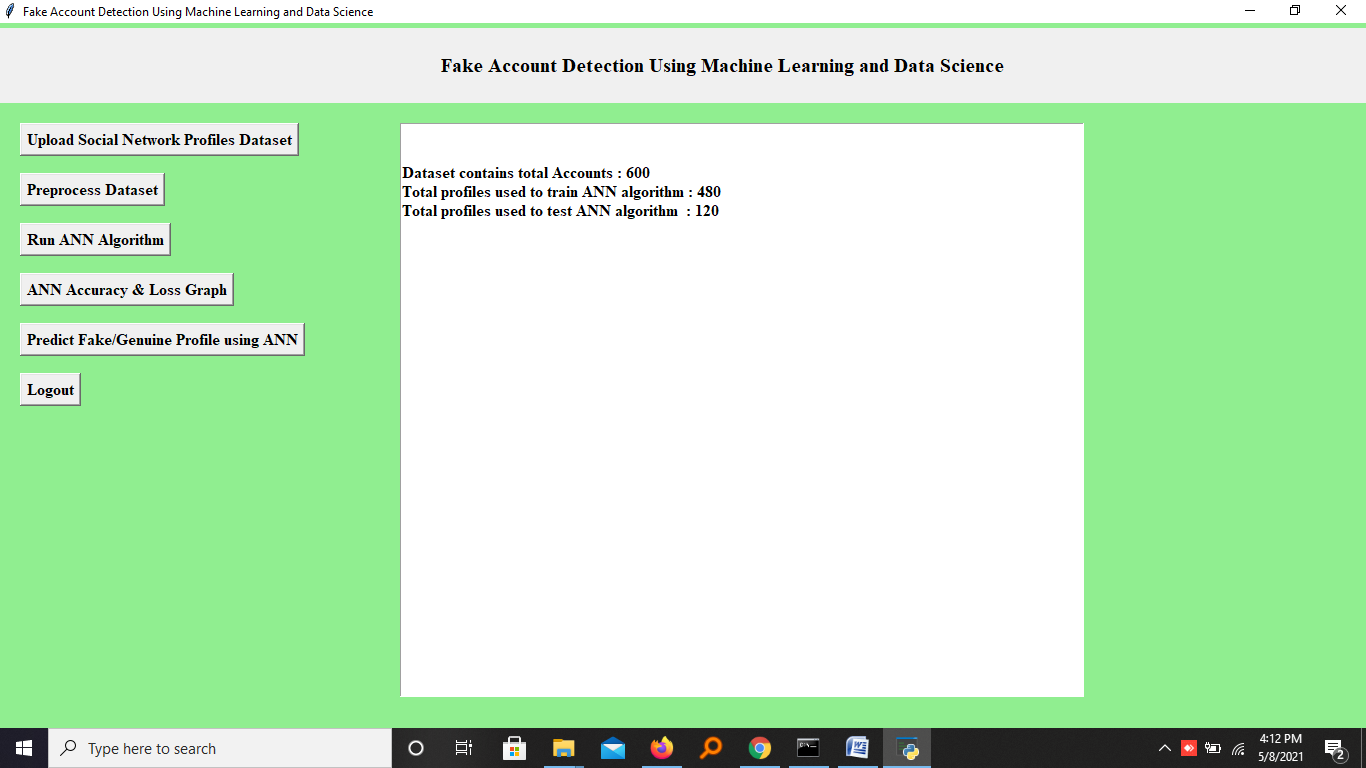 Fake Account Detection Using Machine Learning and Data Science
Fake Account Detection Using Machine Learning and Data Science
Upload Social Network Profiles Dataset
Preprocess Dataset
Run ANN Algorithm
ANN Accuracy & Loss Graph
Predict Fake/Genuine Profile using ANN
Logout
Dataset contains total Accounts : 600
Total profiles used to train ANN algorithm : 480
Total profiles used to test ANN algorithm  : 120
Type here to search
4:12 PM
5/8/2021
2